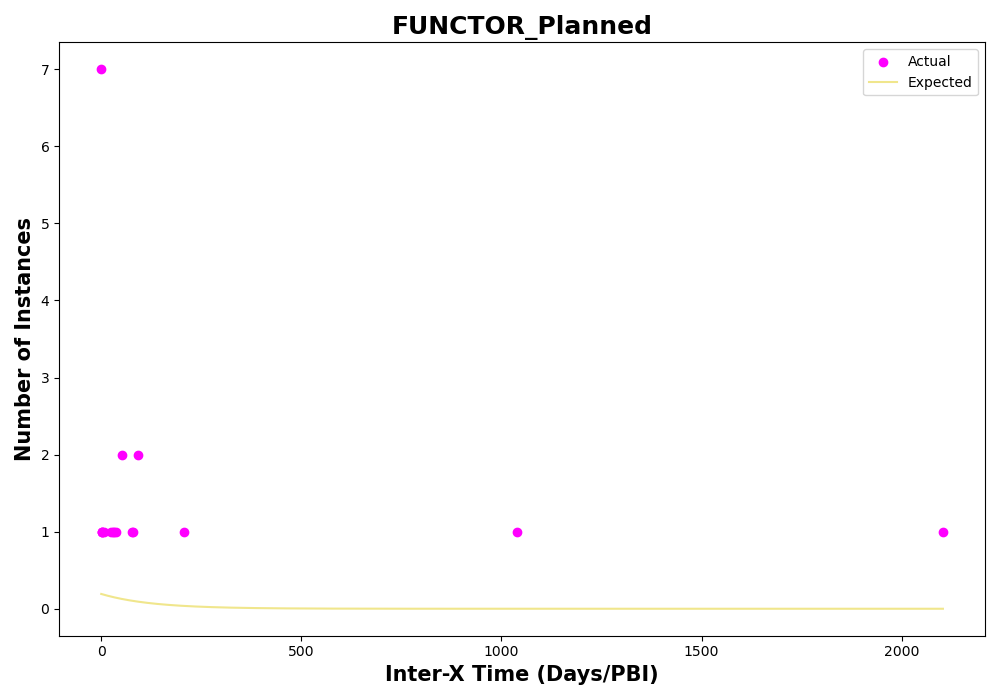 FUNCTOR_Planned
Actual
Expected
Number of Instances
7
6
5
4
3
2
1
0
0 500 1000 1500 2000
Inter-X Time (Days/PBI)